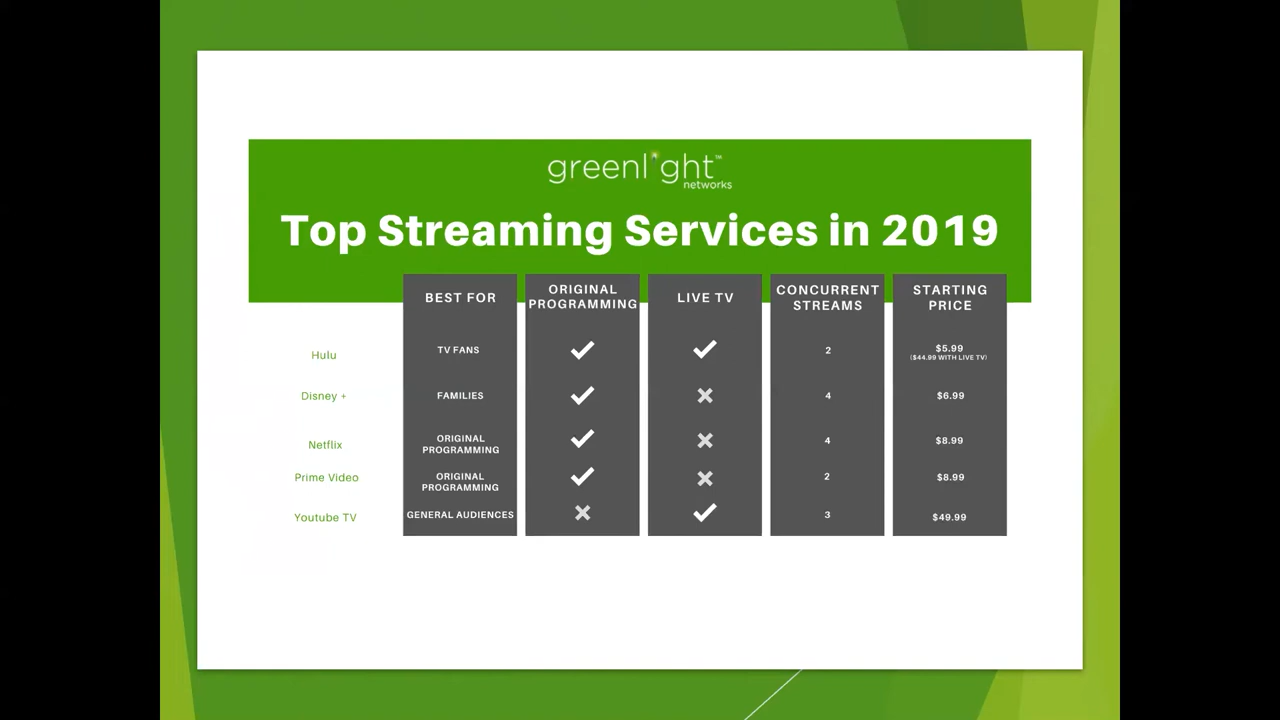 greenlight™
networks
Top Streaming Services in 2019
BEST FOR
ORIGINAL
PROGRAMMING
LIVE TV
CONCURRENT
STREAMS
STARTING
PRICE
Hulu
TV FANS
2
$5.99
($44.99 WITH LIVE TV)
Disney +
FAMILIES
4
$6.99
Netflix
ORIGINAL
PROGRAMMING
4
$8.99
Prime Video
ORIGINAL
PROGRAMMING
2
$8.99
Youtube TV
GENERAL AUDIENCES
3
$49.99